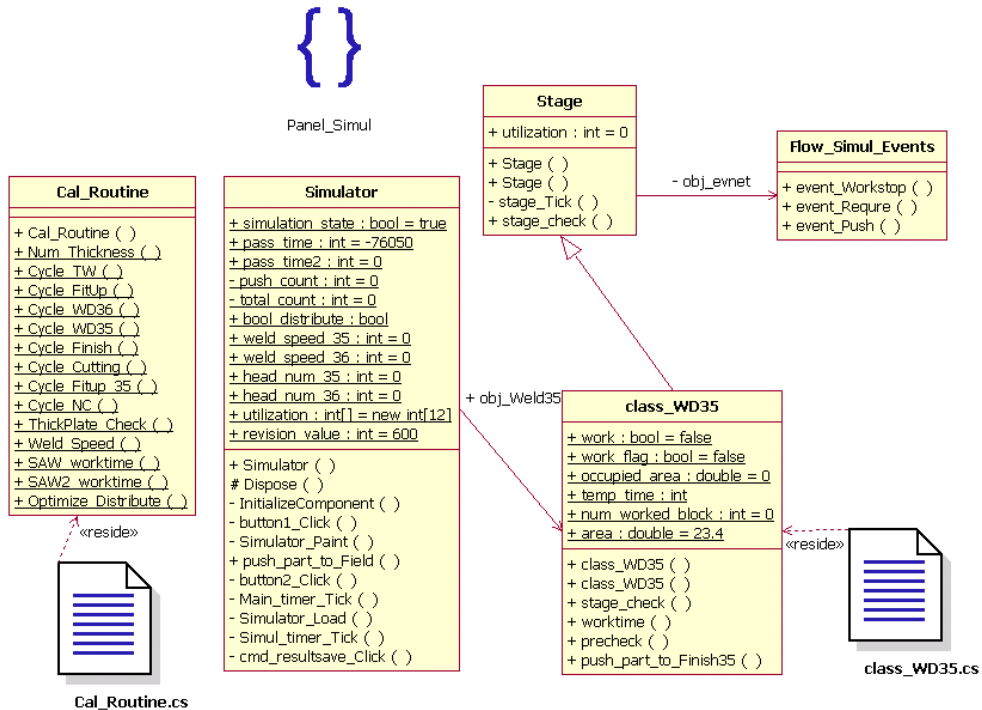 { }
Panel_Simul
Cal_Routine
+ Cal_Routine ( )
+ Num_Thickness ( )
+ Cycle_TW ( )
+ Cycle_FitUp ( )
+ Cycle_WD36 ( )
+ Cycle_WD35 ( )
+ Cycle_Finish ( )
+ Cycle_Cutting ( )
+ Cycle_Fitup_35 ( )
+ Cycle_NC ( )
+ ThickPlate_Check ( )
+ Weld_Speed ( )
+ SAW_worktime ( )
+ SAW2_worktime ( )
+ Optimize_Distribute ( )
«reside»
Cal_Routine.cs
Simulator
+ simulation_state : bool = true
+ pass_time : int = -76050
+ pass_time2 : int = 0
- push_count : int = 0
- total_count : int = 0
+ bool_distribute : bool
+ weld_speed_35 : int = 0
+ weld_speed_36 : int = 0
+ head_num_35 : int = 0
+ head_num_36 : int = 0
+ utilization : int[] = new int[12]
+ revision_value : int = 600
+ Simulator ( )
# Dispose ( )
- InitializeComponent ( )
- button1_Click ( )
- Simulator_Paint ( )
+ push_part_to_Field ( )
- button2_Click ( )
- Main_timer_Tick ( )
- Simulator_Load ( )
- Simul_timer_Tick ( )
- cmd_resultsave_Click ( )
+ obj_Weld35
Stage
+ utilization : int = 0
+ Stage ( )
+ Stage ( )
- stage_Tick ( )
+ stage_check ( )
- obj_evnet
Flow_Simul_Events
+ event_Workstop ( )
+ event_Requre ( )
+ event_Push ( )
class_WD35
+ work : bool = false
+ work_flag : bool = false
+ occupied_area : double = 0
+ temp_time : int
+ num_worked_block : int = 0
+ area : double = 23.4
+ class_WD35 ( )
+ class_WD35 ( )
+ stage_check ( )
+ worktime ( )
+ precheck ( )
+ push_part_to_Finish35 ( )
«reside»
class_WD35.cs